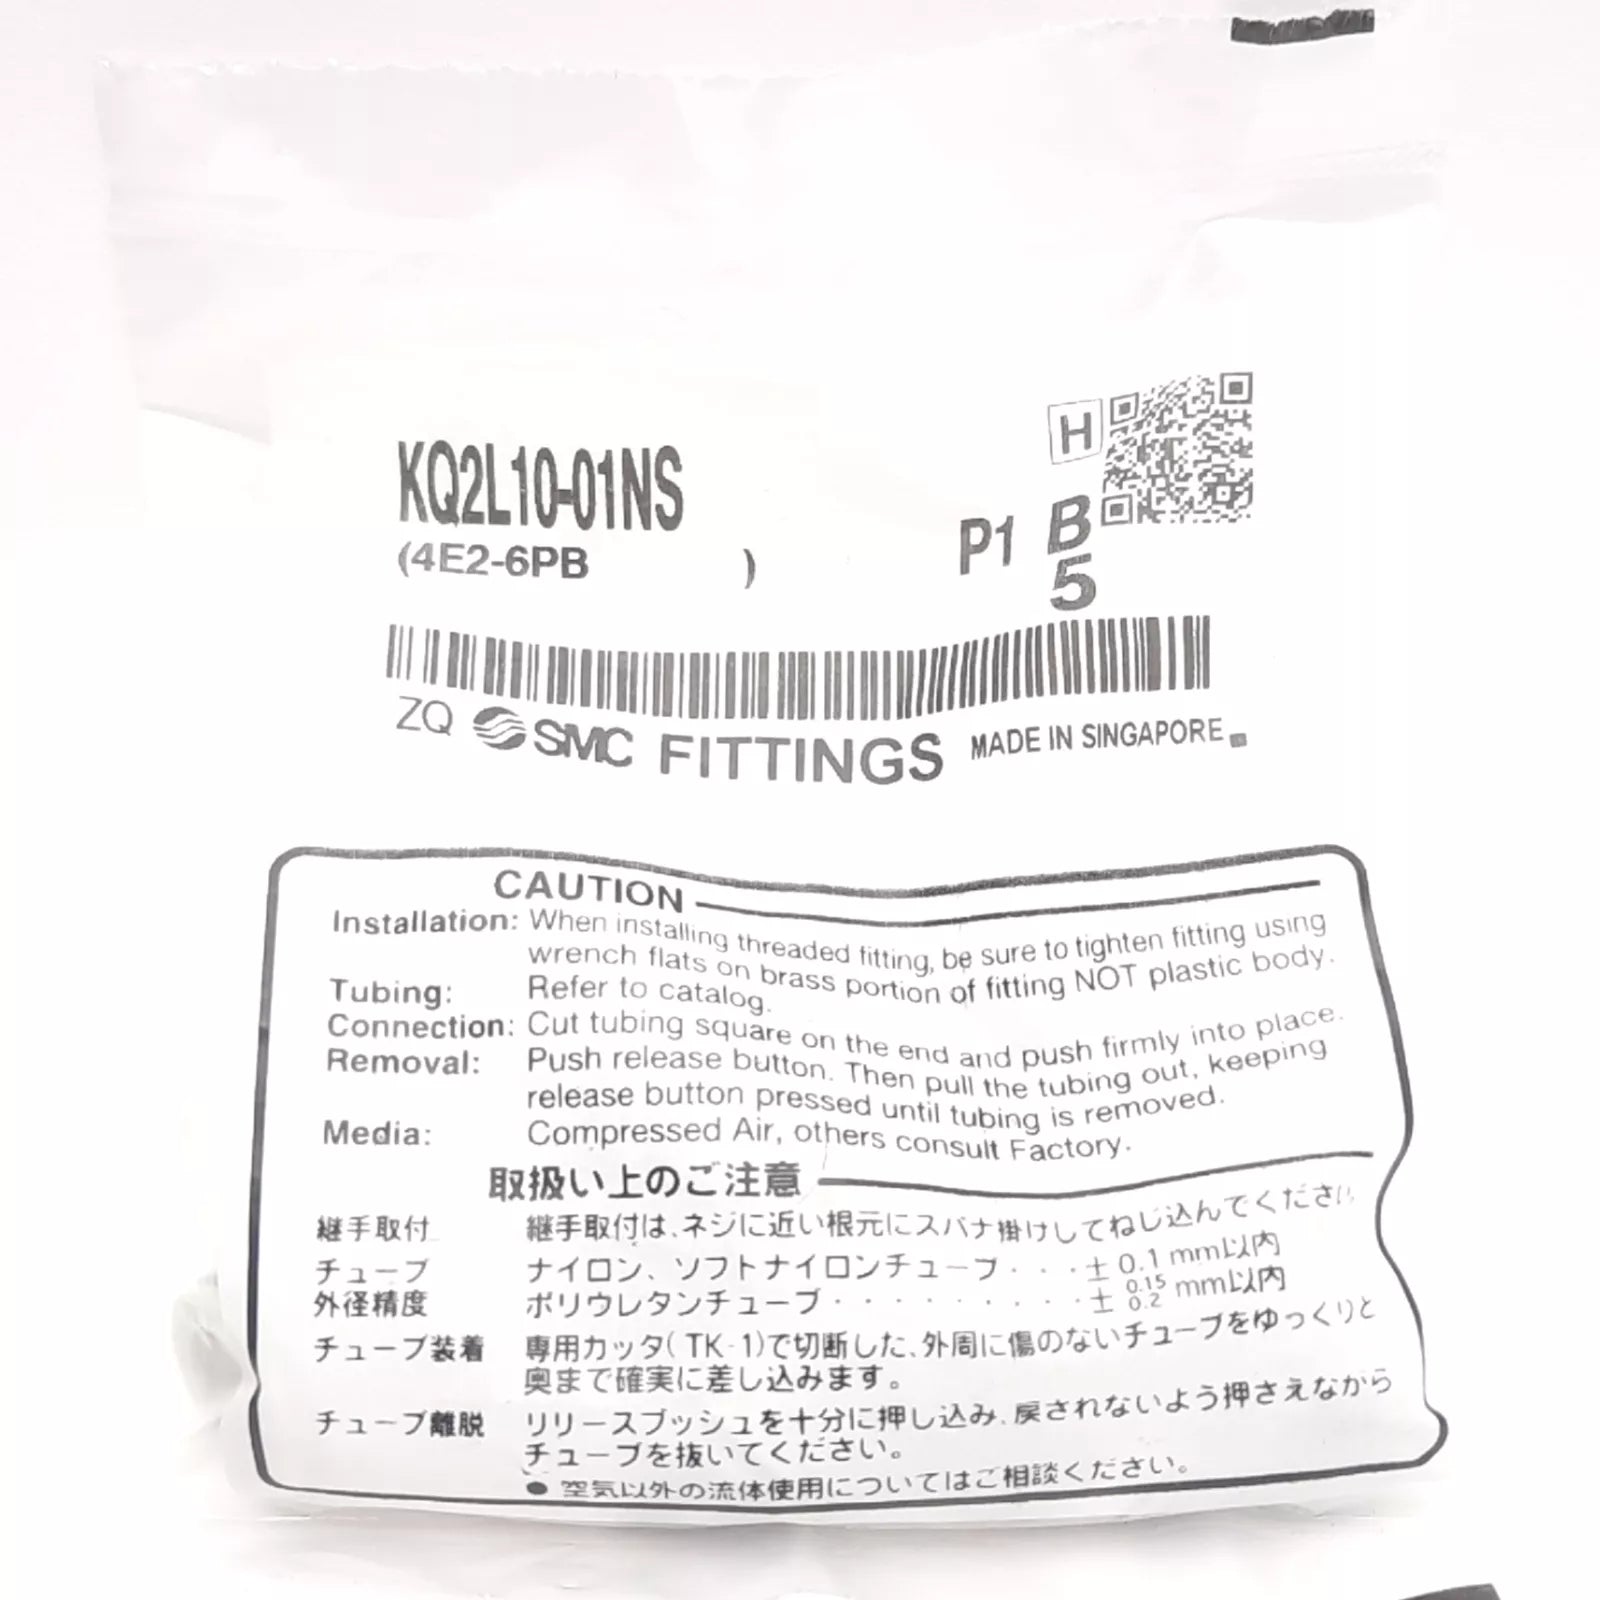 H
KQ2L10-01NS
(4E2-6PB )
P1 B
5
ZQ SMC FITTINGS MADE IN SINGAPORE
CAUTION
Installation: When installing threaded fitting, be sure to tighten fitting using
wrench flats on brass portion of fitting NOT plastic body.
Tubing: Refer to catalog.
Connection: Cut tubing square on the end and push firmly into place.
Removal: Push release button. Then pull the tubing out, keeping
release button pressed until tubing is removed.
Media: Compressed Air, others consult Factory.
取扱い上のご注意
継手取付 継手取付は、ネジに近い根元にスパナ掛けしてねじ込んでください
チューブ ナイロン、ソフトナイロンチューブ・・・± 0.1 mm以内
外径精度 ポリウレタンチューブ・・・・・・・・・± 0.15 0.2 mm以内
チューブ装着 専用カッタ(TK-1)で切断した、外周に傷のないチューブをゆっくりと
奥まで確実に差し込みます。
チューブ離脱 リリースブッシュを十分に押し込み、戻されないよう押さえながら
チューブを抜いてください。
● 空気以外の流体使用についてはご相談ください。